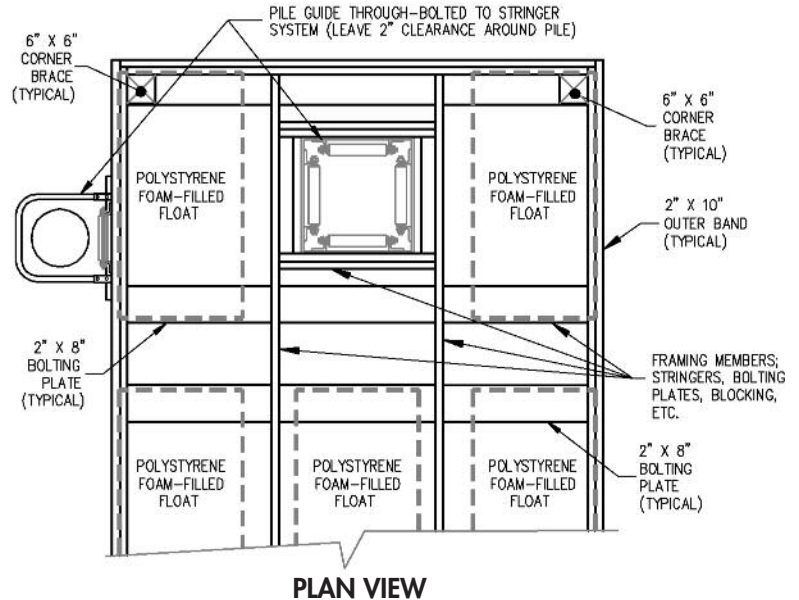 PILE GUIDE THROUGH-BOLTED TO STRINGER
SYSTEM (LEAVE 2" CLEARANCE AROUND PILE)
6" X 6"
CORNER
BRACE
(TYPICAL)
6" X 6"
CORNER
BRACE
(TYPICAL)
POLYSTYRENE
FOAM-FILLED
FLOAT
POLYSTYRENE
FOAM-FILLED
FLOAT
2" X 10"
OUTER BAND
(TYPICAL)
2" X 8"
BOLTING
PLATE
(TYPICAL)
FRAMING MEMBERS;
STRINGERS, BOLTING
PLATES, BLOCKING,
ETC.
2" X 8"
BOLTING
PLATE
(TYPICAL)
POLYSTYRENE
FOAM-FILLED
FLOAT
POLYSTYRENE
FOAM-FILLED
FLOAT
POLYSTYRENE
FOAM-FILLED
FLOAT
PLAN VIEW